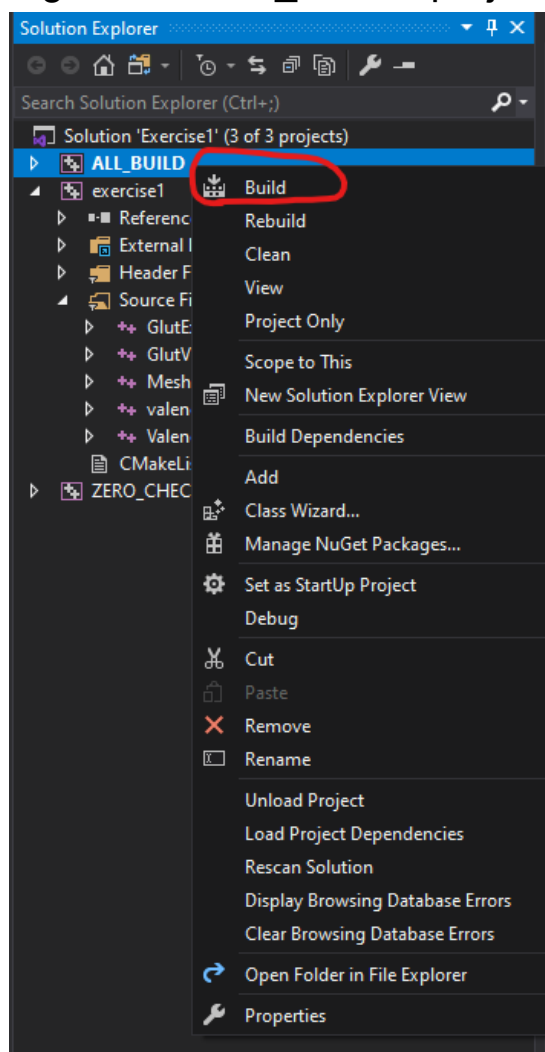 Solution Explorer
Search Solution Explorer (Ctrl+;)
Solution 'Exercise1' (3 of 3 projects)
ALL_BUILD
exercise1
Referenc
External I
Header F
Source Fi
GlutE
GlutV
Mesh
valen
Valen
CMakeLi
ZERO_CHEC
Build
Rebuild
Clean
View
Project Only
Scope to This
New Solution Explorer View
Build Dependencies
Add
Class Wizard...
Manage NuGet Packages...
Set as StartUp Project
Debug
Cut
Paste
Remove
Rename
Unload Project
Load Project Dependencies
Rescan Solution
Display Browsing Database Errors
Clear Browsing Database Errors
Open Folder in File Explorer
Properties